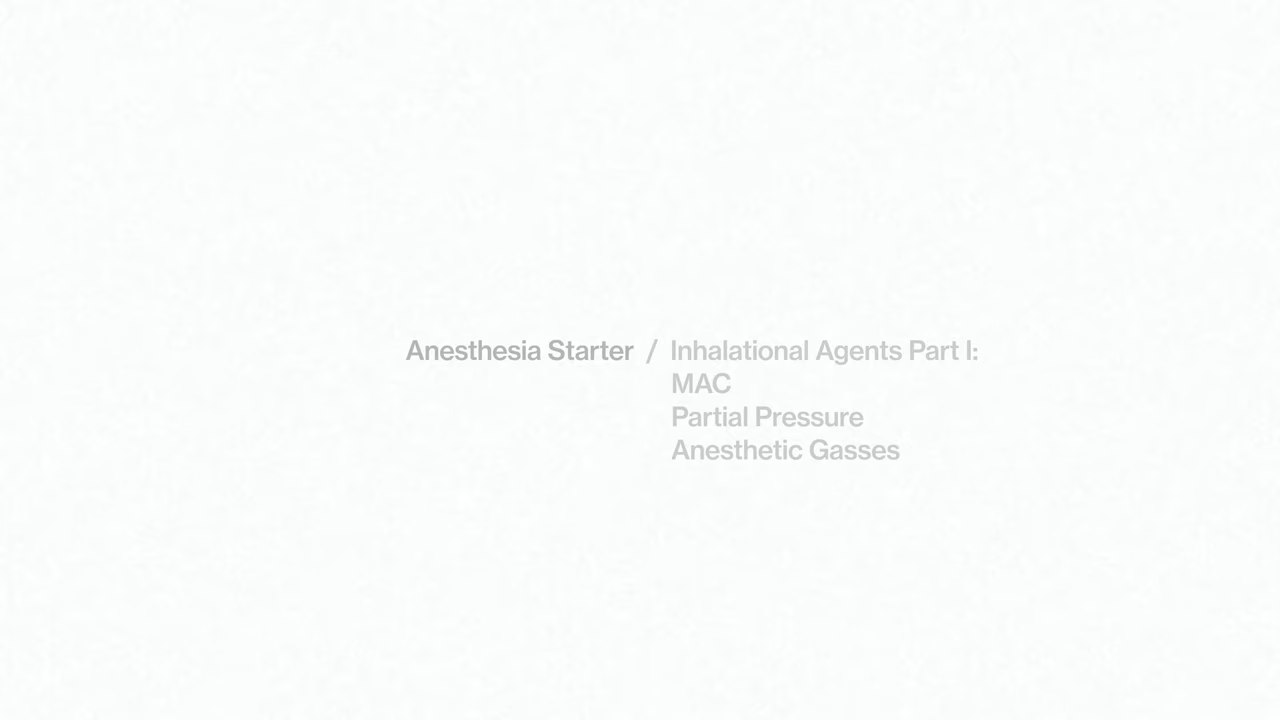 Anesthesia Starter / Inhalational Agents Part I:
MAC
Partial Pressure
Anesthetic Gasses